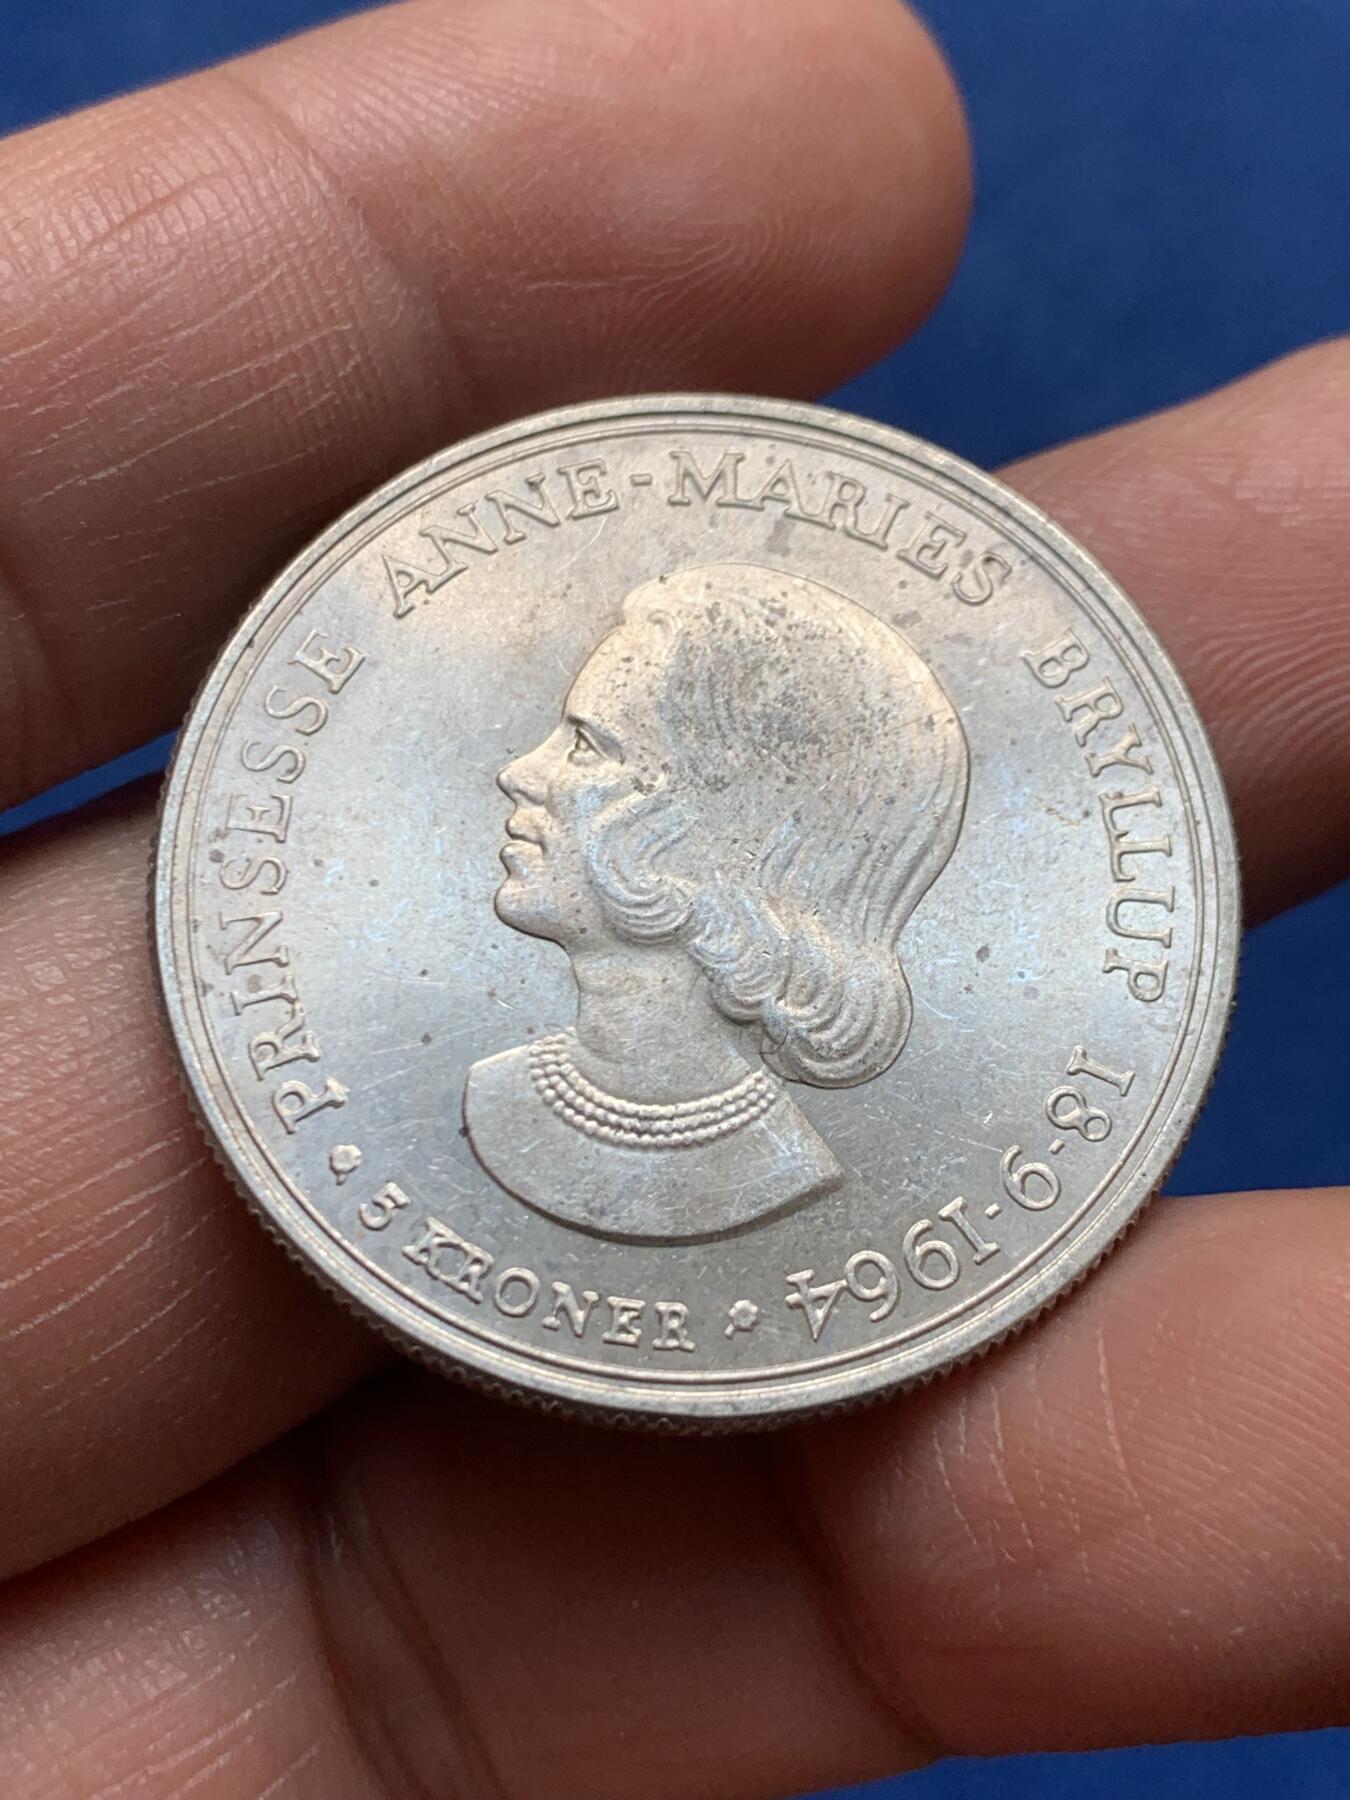 PRINSESSE ANNE-MARIES BRYLLUP 18-9-1964
5 KRONER